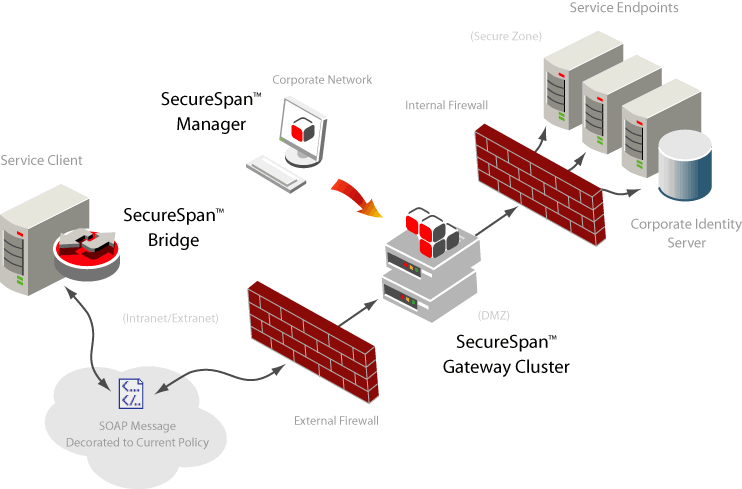 Service Endpoints
(Secure Zone)
Corporate Network
SecureSpan™
Manager
Internal Firewall
Service Client
SecureSpan™
Bridge
Corporate Identity
Server
(Intranet/Extranet)
(DMZ)
SecureSpan™
Gateway Cluster
<...
</..
SOAP Message
Decorated to Current Policy
External Firewall